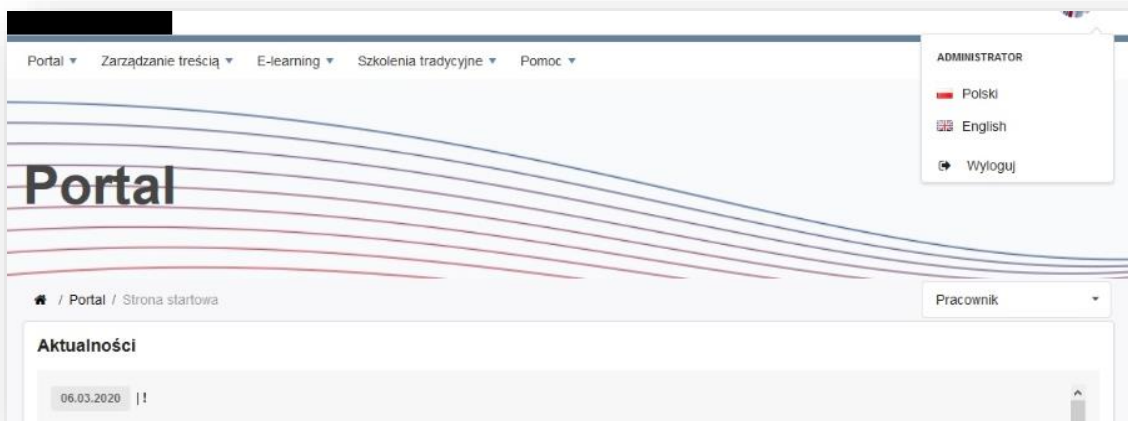 Portal Zarządzanie treścią E-learning Szkolenia tradycyjne Pomoc
ADMINISTRATOR
Polski
English
Wyloguj
Portal
/ Portal / Strona startowa
Pracownik
Aktualności
06.03.2020 | !